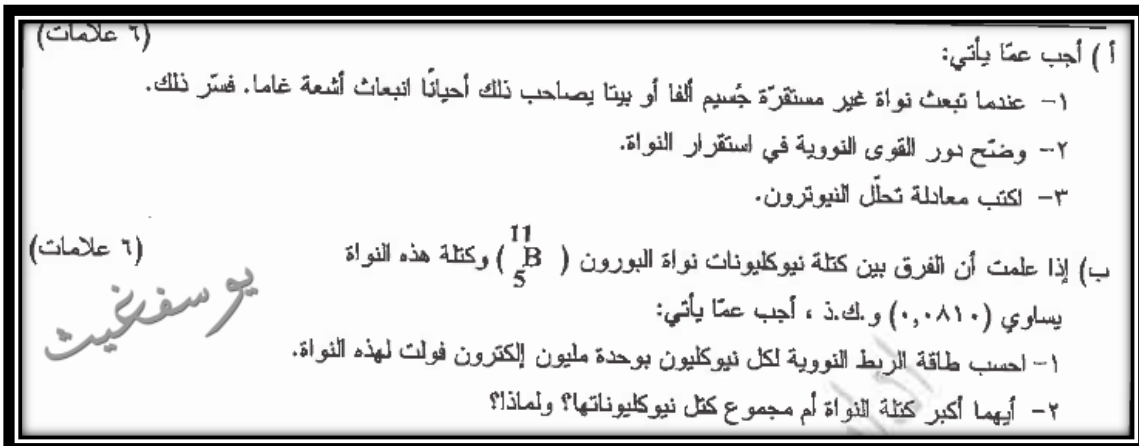 (٦ علامات)
أ ) أجب عمّا يأتي:
١- عندما تبعث نواة غير مستقرّة جُسيم ألفا أو بيتا يصاحب ذلك أحيانًا انبعاث أشعة غاما. فسّر ذلك.
٢- وضّح دور القوى النووية في استقرار النواة.
٣- اكتب معادلة تحلّل النيوترون.
(٦ علامات)
ب) إذا علمت أن الفرق بين كتلة نيوكليونات نواة البورون ( ¹¹₅B ) وكتلة هذه النواة
يساوي (٠,٠٨١٠) و.ك.ذ ، أجب عمّا يأتي:
١- احسب طاقة الربط النووية لكل نيوكليون بوحدة مليون إلكترون فولت لهذه النواة.
٢- أيهما أكبر كتلة النواة أم مجموع كتل نيوكليوناتها؟ ولماذا؟
يوسف غيث